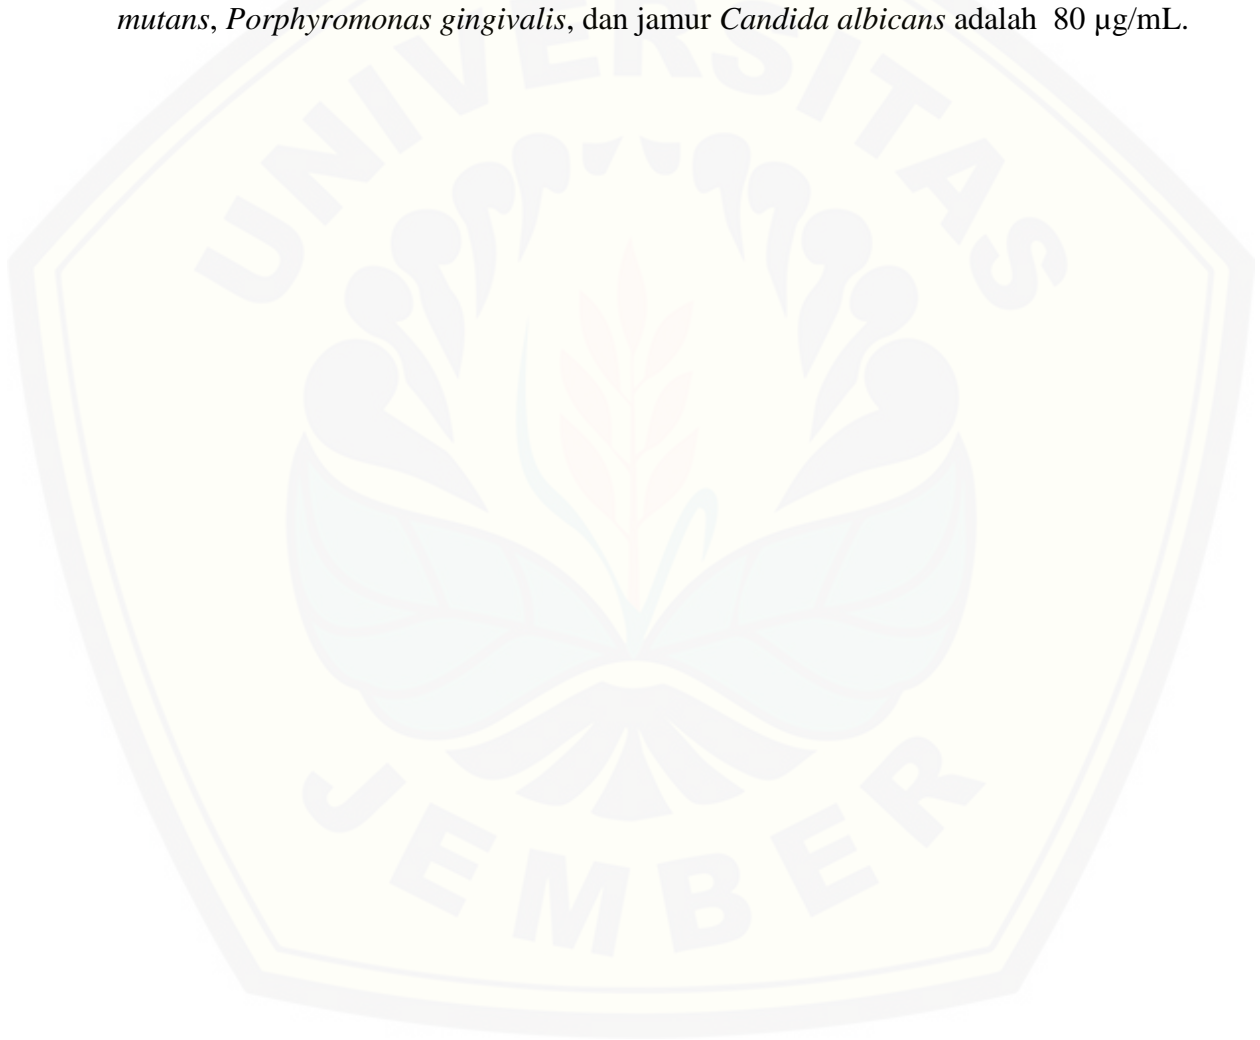 mutans, Porphyromonas gingivalis, dan jamur Candida albicans adalah  80 µg/mL.
UNIVERSITAS
JEMBER